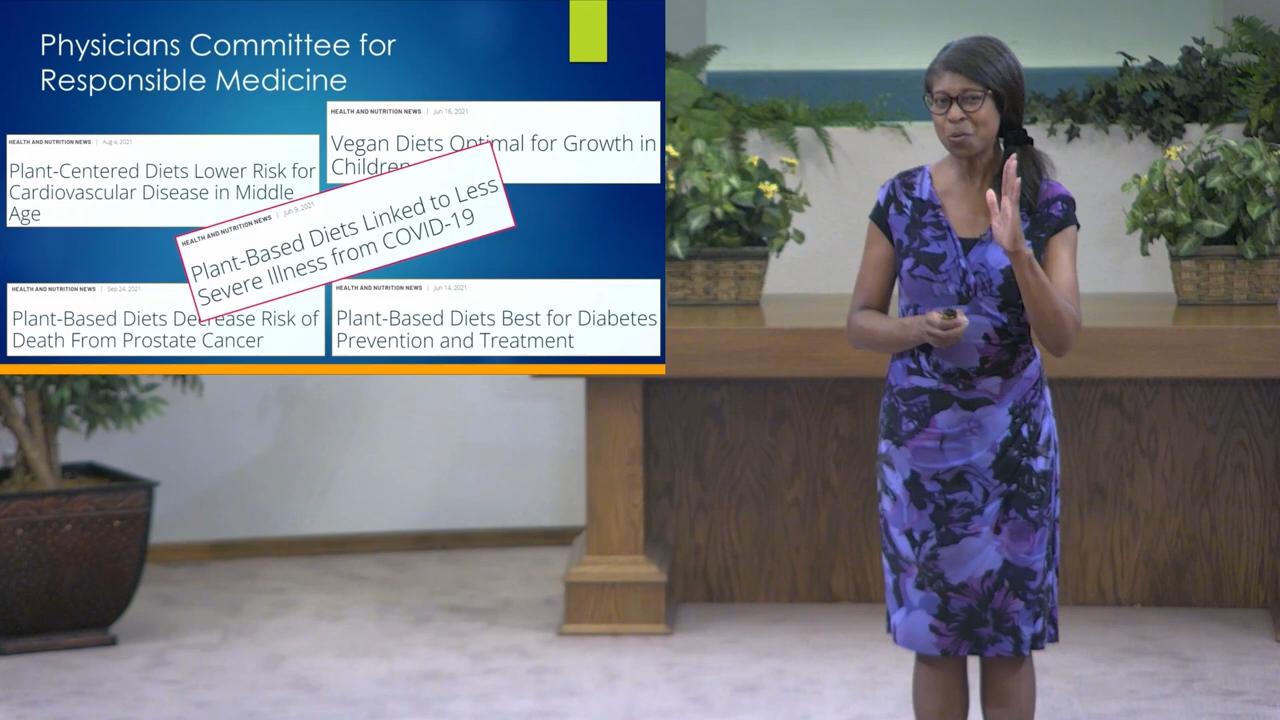 Physicians Committee for
Responsible Medicine
HEALTH AND NUTRITION NEWS | Jun 16, 2021
Vegan Diets Optimal for Growth in
Children
HEALTH AND NUTRITION NEWS | Aug 4, 2021
Plant-Centered Diets Lower Risk for
Cardiovascular Disease in Middle
Age
HEALTH AND NUTRITION NEWS | Jun 9, 2021
Plant-Based Diets Linked to Less
Severe Illness from COVID-19
HEALTH AND NUTRITION NEWS | Sep 24, 2021
Plant-Based Diets Decrease Risk of
Death From Prostate Cancer
HEALTH AND NUTRITION NEWS | Jun 14, 2021
Plant-Based Diets Best for Diabetes
Prevention and Treatment